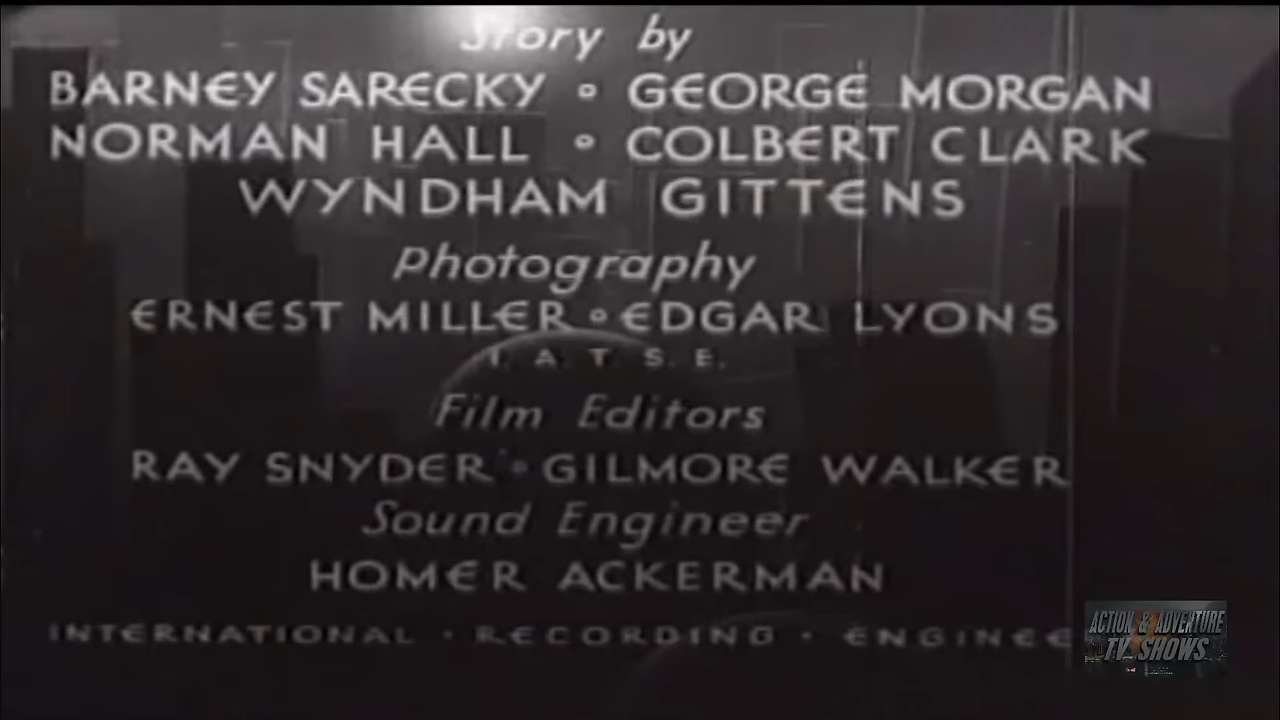 Story by
BARNEY SARECKY ∘ GEORGE MORGAN
NORMAN HALL ∘ COLBERT CLARK
WYNDHAM GITTENS
Photography
ERNEST MILLER ∘ EDGAR LYONS
I. A. T. S. E.
Film Editors
RAY SNYDER ∘ GILMORE WALKER
Sound Engineer
HOMER ACKERMAN
INTERNATIONAL · RECORDING · ENGINEE
ACTION & ADVENTURE
TV SHOWS